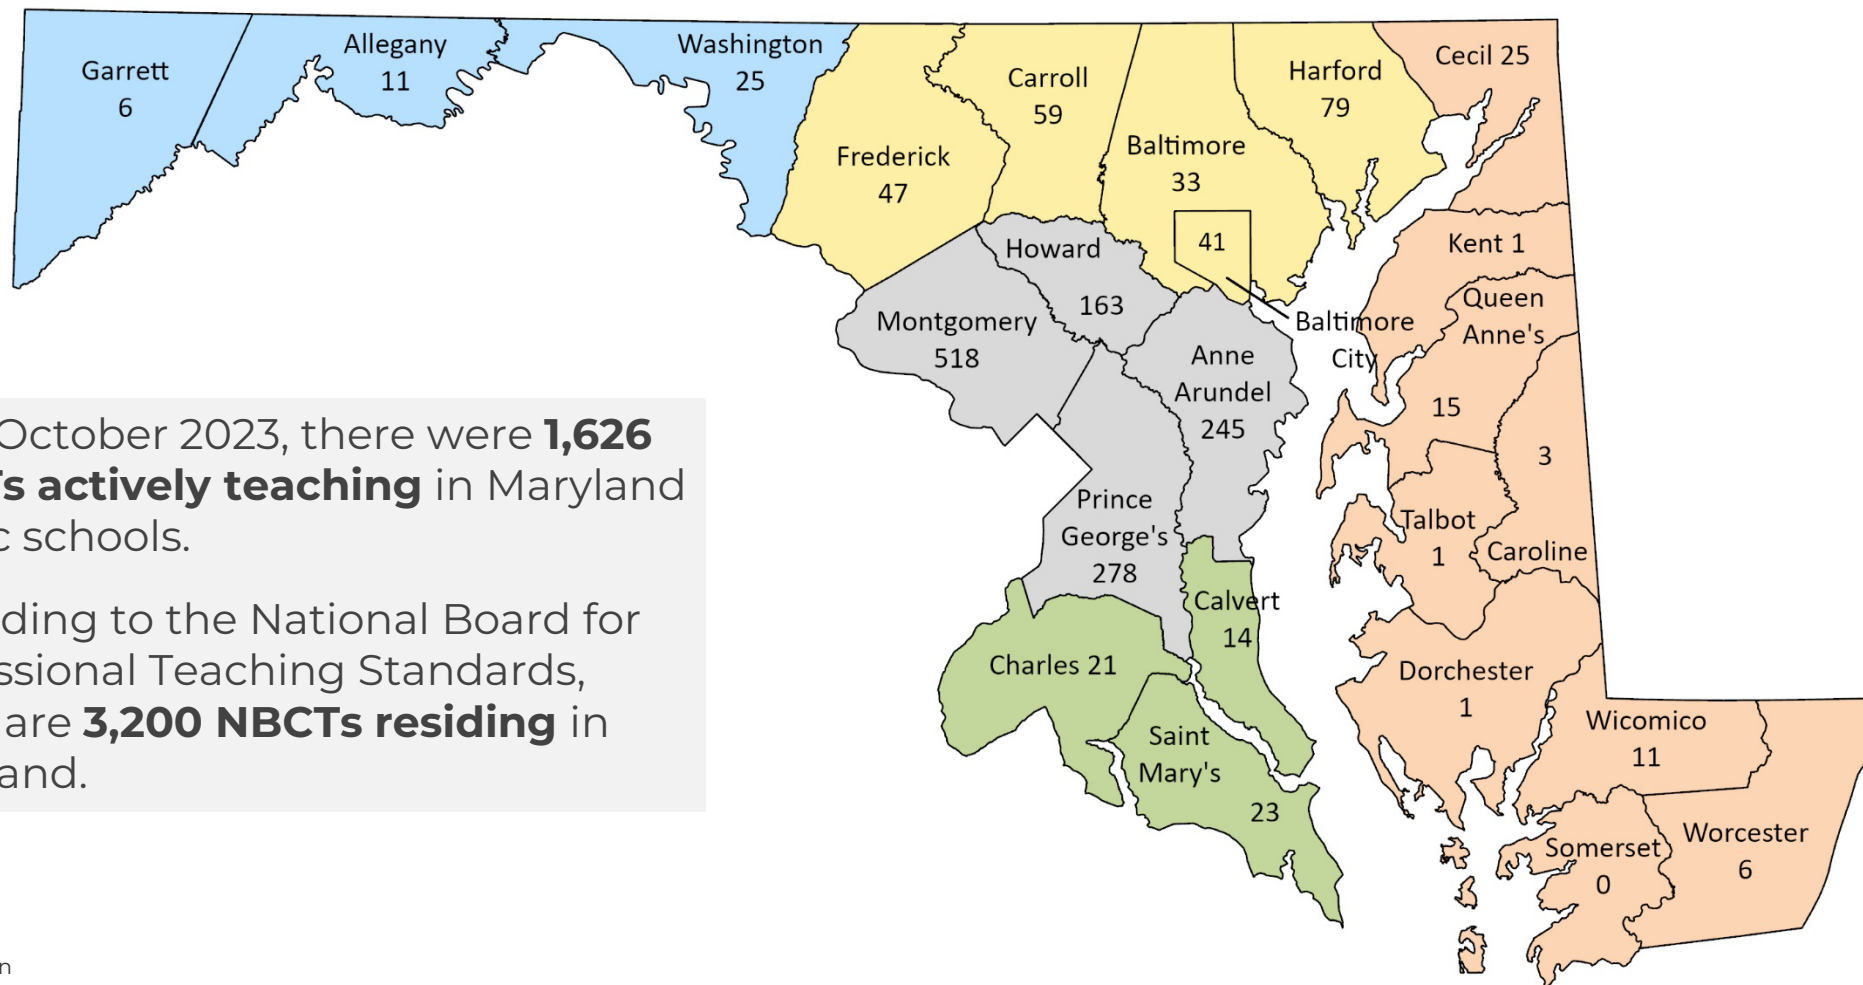 Garrett
6
Allegany
11
Washington
25
Frederick
47
Carroll
59
Baltimore
33
41
Harford
79
Cecil 25
Kent 1
Queen
Anne's
15
Howard
163
Montgomery
518
Anne
Arundel
245
Baltimore
City
3
Caroline
Talbot
1
Prince
George's
278
Calvert
14
Charles 21
Saint
Mary's
23
Dorchester
1
Wicomico
11
Somerset
0
Worcester
6
October 2023, there were 1,626
actively teaching in Maryland
schools.
to the National Board for
Teaching Standards,
are 3,200 NBCTs residing in